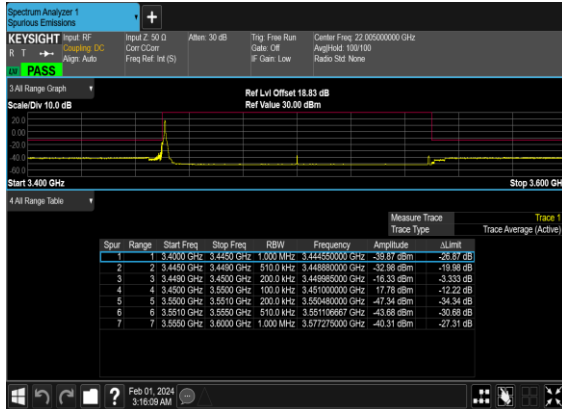 Spectrum Analyzer 1
Spurious Emissions
+
KEYSIGHT Input: RF Input Z: 50 Ω Atten: 30 dB Trig: Free Run Center Freq: 22.005000000 GHz
R T Coupling: DC Corr CCorr Gate: Off Avg|Hold: 100/100
Align: Auto Freq Ref: Int (S) IF Gain: Low Radio Std: None
LW PASS
3 All Range Graph Ref Lvl Offset 18.83 dB
Scale/Div 10.0 dB Ref Value 30.00 dBm
20.0
0.00
-20.0
-40.0
-60.0
Start 3.400 GHz Stop 3.600 GH
4 All Range Table
Measure Trace Trace 1
Trace Type Trace Average (Active)
Spur Range Start Freq Stop Freq RBW Frequency Amplitude ΔLimit
1 1 3.4000 GHz 3.4450 GHz 1.000 MHz 3.444550000 GHz -39.87 dBm -26.87 dB
2 2 3.4450 GHz 3.4490 GHz 510.0 kHz 3.448880000 GHz -32.98 dBm -19.98 dB
3 3 3.4490 GHz 3.4500 GHz 200.0 kHz 3.449985000 GHz -16.33 dBm -3.333 dB
4 4 3.4500 GHz 3.5500 GHz 100.0 kHz 3.451000000 GHz 17.78 dBm -12.22 dB
5 5 3.5500 GHz 3.5510 GHz 200.0 kHz 3.550480000 GHz -47.34 dBm -34.34 dB
6 6 3.5510 GHz 3.5550 GHz 510.0 kHz 3.551106667 GHz -43.68 dBm -30.68 dB
7 7 3.5550 GHz 3.6000 GHz 1.000 MHz 3.577275000 GHz -40.31 dBm -27.31 dB
? Feb 01, 2024
3:16:09 AM